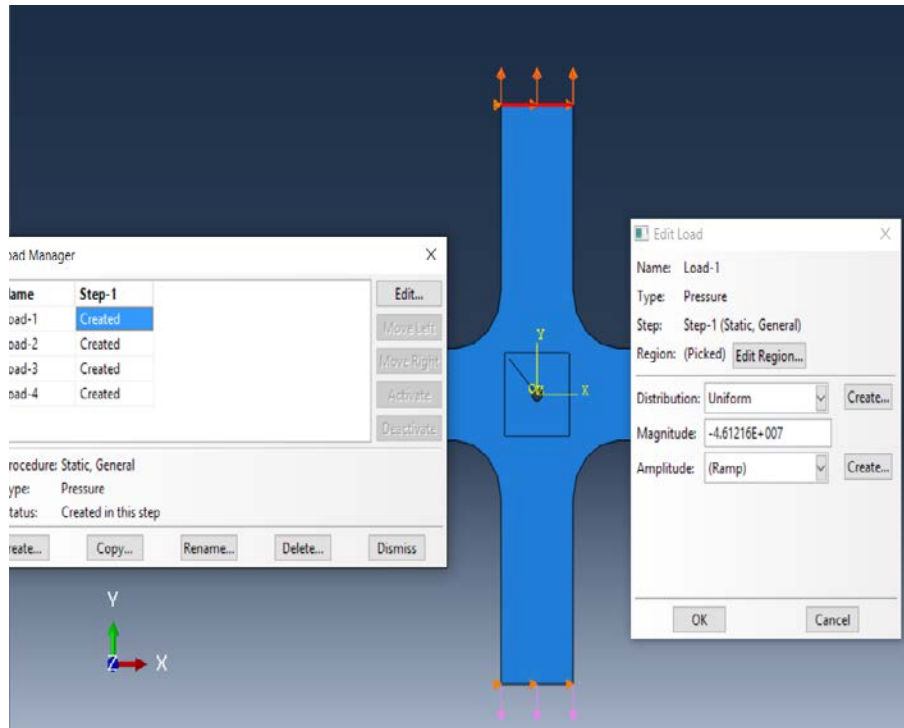 oad Manager
X
ame Step-1
oad-1 Created
oad-2 Created
oad-3 Created
oad-4 Created
Edit...
Move Left
Move Right
Activate
Deactivate
rocedure: Static, General
ype: Pressure
tatus: Created in this step
reate... Copy... Rename... Delete... Dismiss
Y
X
Y
Z X
Edit Load X
Name: Load-1
Type: Pressure
Step: Step-1 (Static, General)
Region: (Picked) Edit Region...
Distribution: Uniform Create...
Magnitude: -4.61216E+007
Amplitude: (Ramp) Create...
OK Cancel